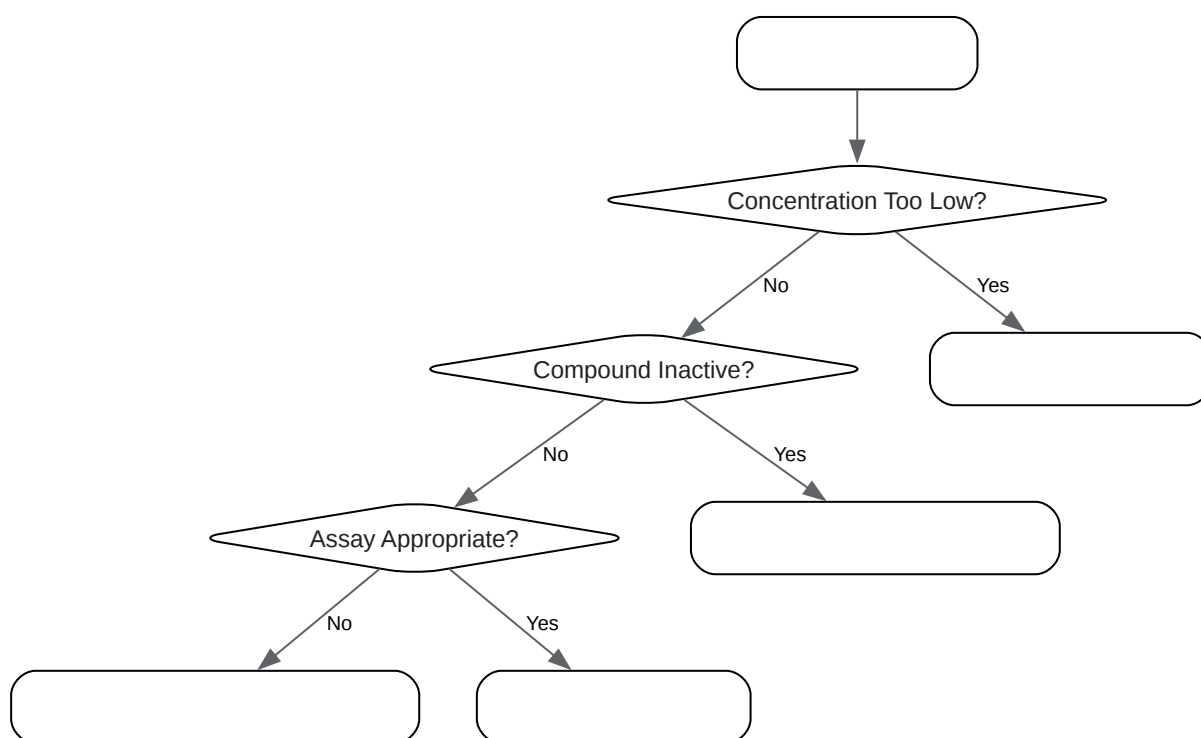 Concentration Too Low?
No
Yes
Compound Inactive?
No
Yes
Assay Appropriate?
No
Yes